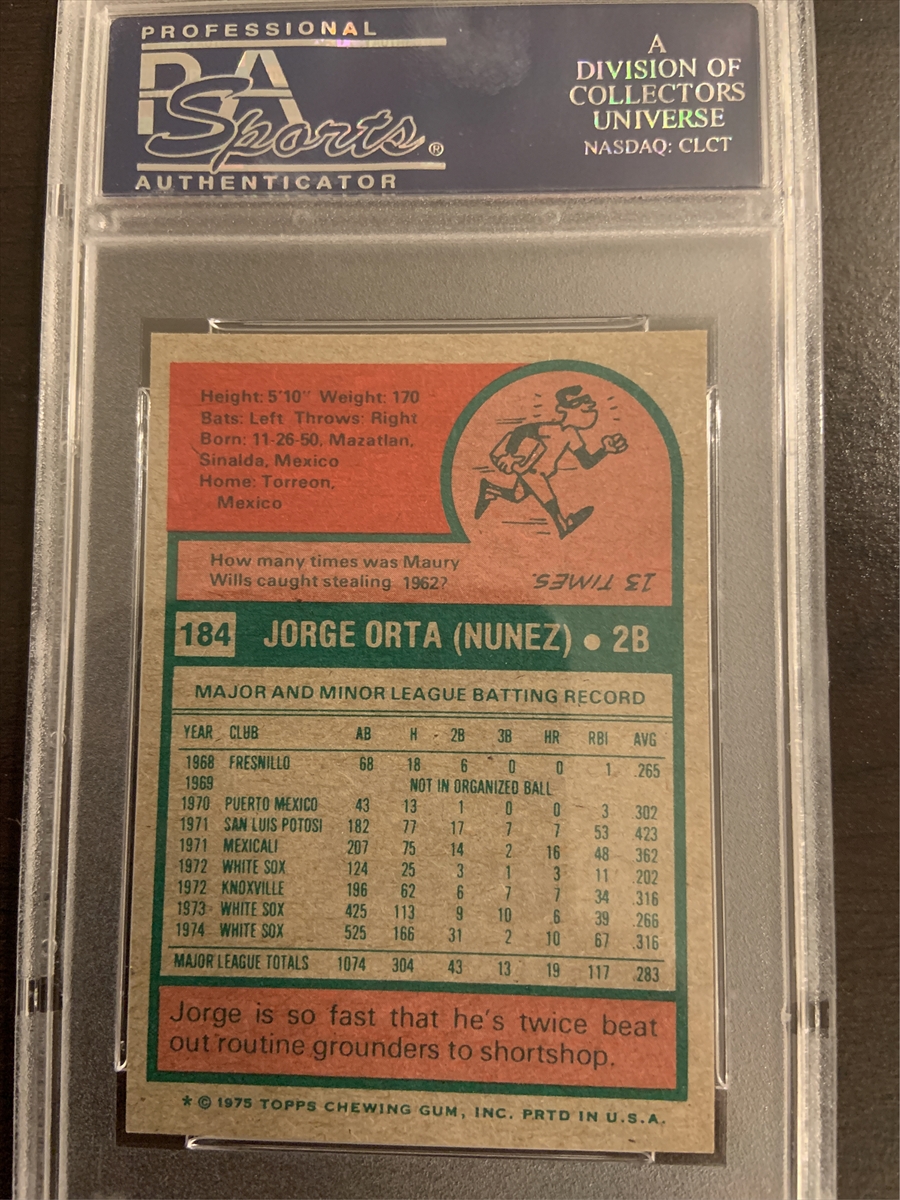 PROFESSIONAL
PSA
Sports®
AUTHENTICATOR
A
DIVISION OF
COLLECTORS
UNIVERSE
NASDAQ: CLCT
Height: 5'10" Weight: 170
Bats: Left Throws: Right
Born: 11-26-50, Mazatlan,
Sinalda, Mexico
Home: Torreon,
Mexico
How many times was Maury
Wills caught stealing 1962?
13 TIMES.
184 JORGE ORTA (NUNEZ) • 2B
MAJOR AND MINOR LEAGUE BATTING RECORD
YEAR CLUB AB H 2B 3B HR RBI AVG
1968 FRESNILLO 68 18 6 0 0 1 .265
1969 NOT IN ORGANIZED BALL
1970 PUERTO MEXICO 43 13 1 0 0 3 .302
1971 SAN LUIS POTOSI 182 77 17 7 7 53 .423
1971 MEXICALI 207 75 14 2 16 48 .362
1972 WHITE SOX 124 25 3 1 3 11 .202
1972 KNOXVILLE 196 62 6 7 7 34 .316
1973 WHITE SOX 425 113 9 10 6 39 .266
1974 WHITE SOX 525 166 31 2 10 67 .316
MAJOR LEAGUE TOTALS 1074 304 43 13 19 117 .283
Jorge is so fast that he's twice beat
out routine grounders to shortshop.
* © 1975 TOPPS CHEWING GUM, INC. PRTD IN U.S.A.